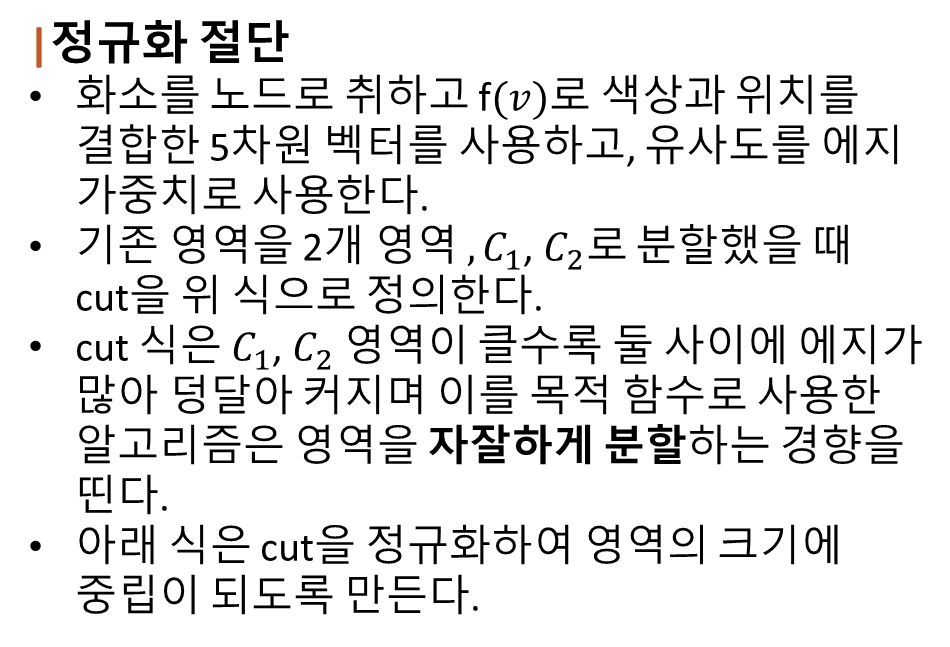 정규화 절단
• 화소를 노드로 취하고 f(𝑣)로 색상과 위치를
결합한 5차원 벡터를 사용하고, 유사도를 에지
가중치로 사용한다.
• 기존 영역을 2개 영역 , 𝐶₁, 𝐶₂로 분할했을 때
cut을 위 식으로 정의한다.
• cut 식은 𝐶₁, 𝐶₂ 영역이 클수록 둘 사이에 에지가
많아 덩달아 커지며 이를 목적 함수로 사용한
알고리즘은 영역을 자잘하게 분할하는 경향을
띤다.
• 아래 식은 cut을 정규화하여 영역의 크기에
중립이 되도록 만든다.